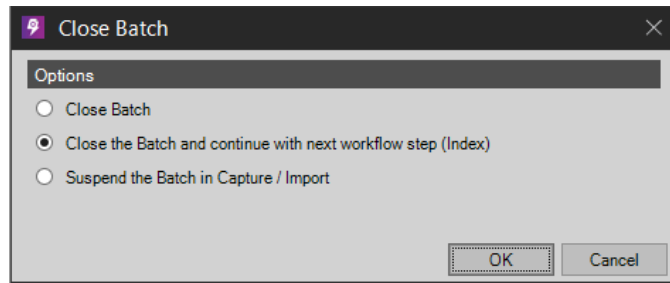 Close Batch
Options
Close Batch
Close the Batch and continue with next workflow step (Index)
Suspend the Batch in Capture / Import
OK Cancel